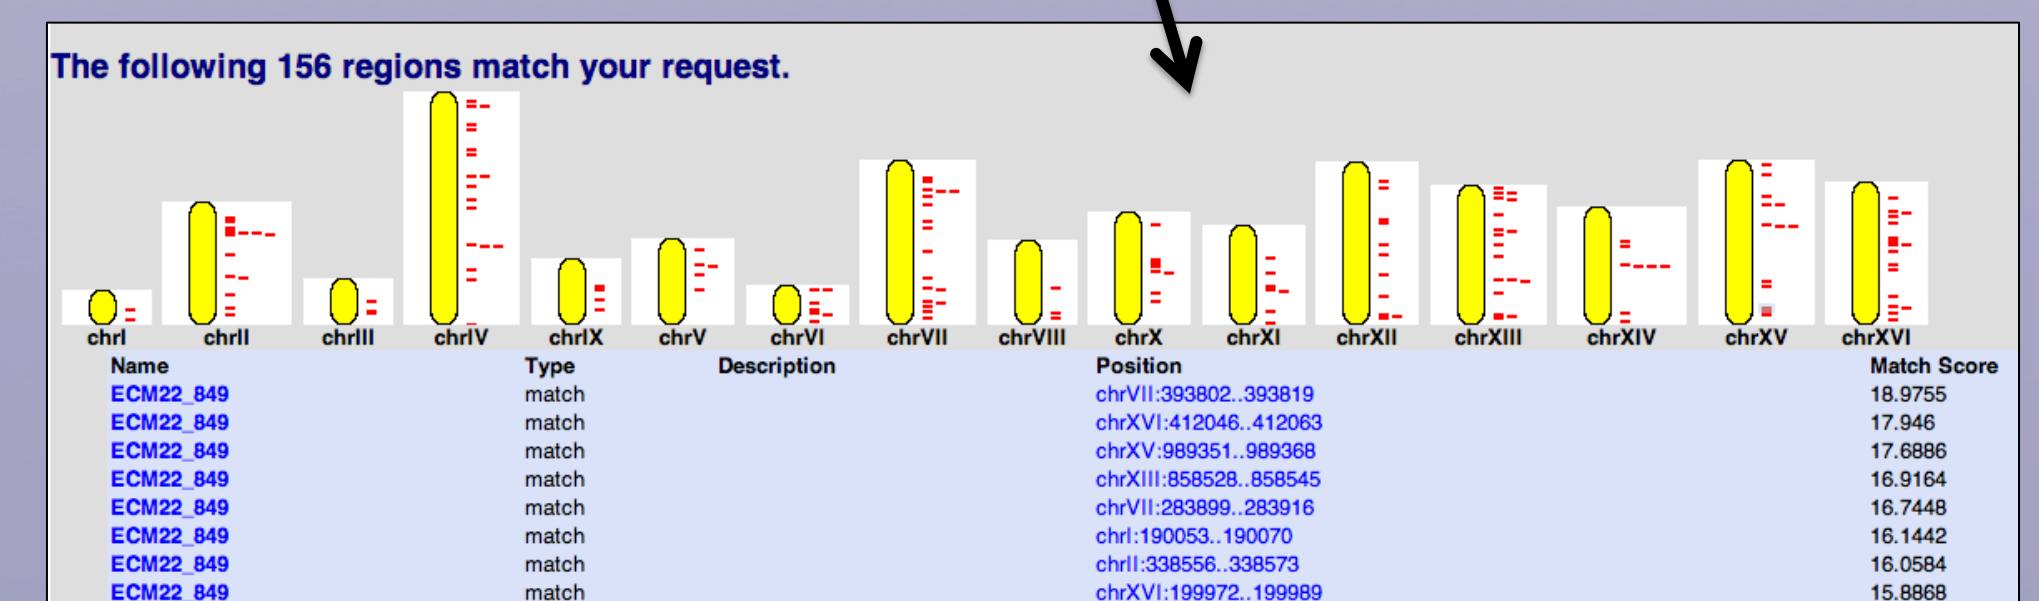 The following 156 regions match your request.
chrI chrII chrIII chrIV chrIX chrV chrVI chrVII chrVIII chrX chrXI chrXII chrXIII chrXIV chrXV chrXVI
Name Type Description Position Match Score
ECM22_849 match chrVII:393802..393819 18.9755
ECM22_849 match chrXVI:412046..412063 17.946
ECM22_849 match chrXV:989351..989368 17.6886
ECM22_849 match chrXIII:858528..858545 16.9164
ECM22_849 match chrVII:283899..283916 16.7448
ECM22_849 match chrI:190053..190070 16.1442
ECM22_849 match chrII:338556..338573 16.0584
ECM22_849 match chrXVI:199972..199989 15.8868